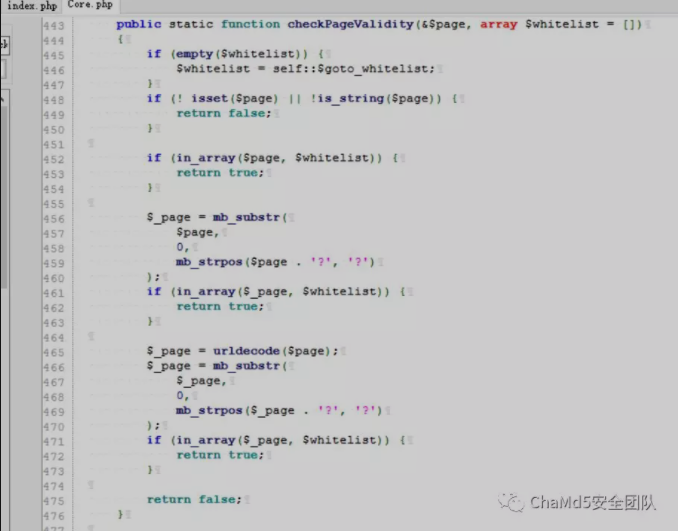 index.php Core.php
443 public static function checkPageValidity(&$page, array $whitelist = [])
444 {
445 if (empty($whitelist)) {
446 $whitelist = self::$goto_whitelist;
447 }
448 if (! isset($page) || !is_string($page)) {
449 return false;
450 }
451
452 if (in_array($page, $whitelist)) {
453 return true;
454 }
455
456 $_page = mb_substr(
457 $page,
458 0,
459 mb_strpos($page . '?', '?')
460 );
461 if (in_array($_page, $whitelist)) {
462 return true;
463 }
464
465 $_page = urldecode($page);
466 $_page = mb_substr(
467 $_page,
468 0,
469 mb_strpos($_page . '?', '?')
470 );
471 if (in_array($_page, $whitelist)) {
472 return true;
473 }
474
475 return false;
476 }
477
ChaMd5安全团队